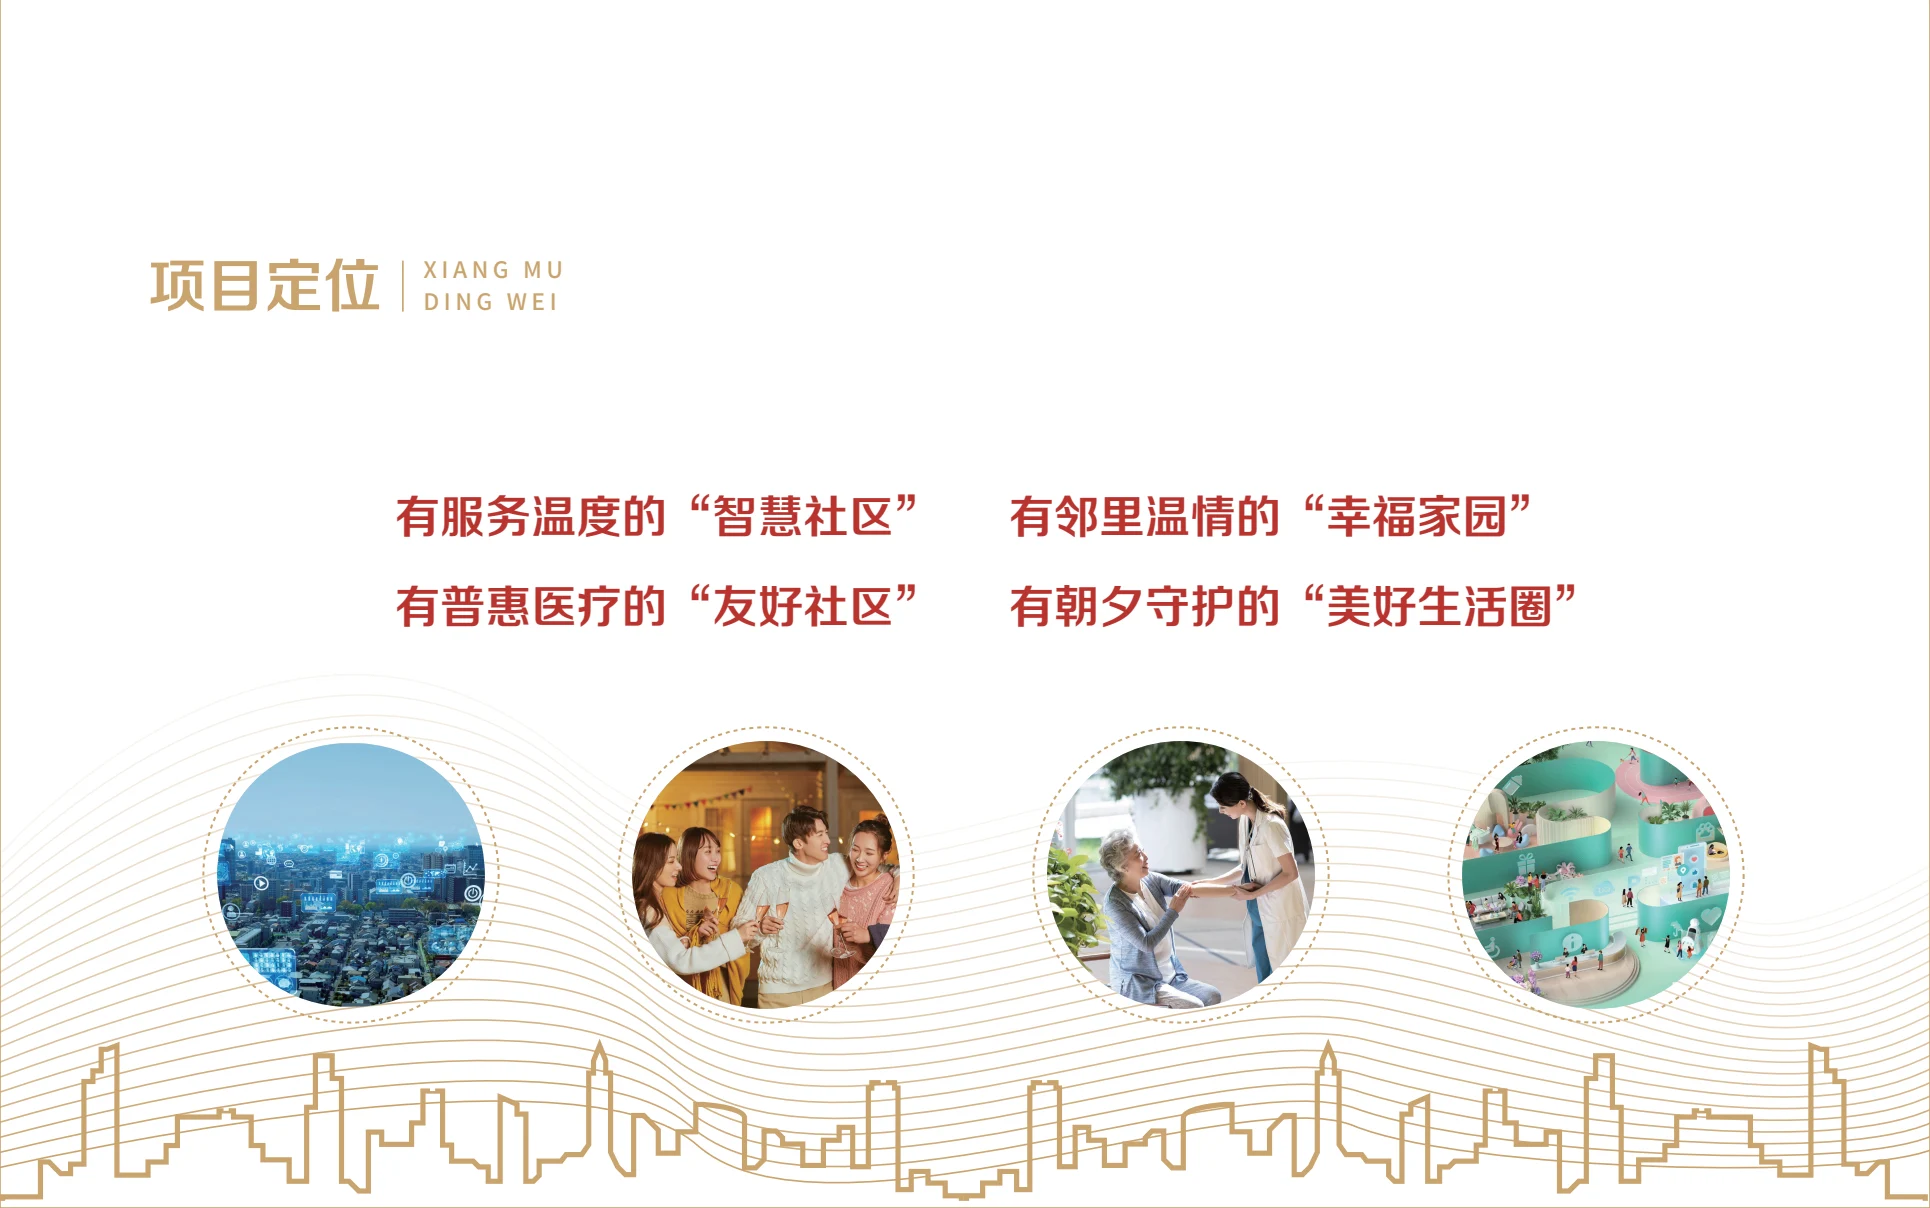 项目定位
XIANG MU
DING WEI
有服务温度的“智慧社区” 有邻里温情的“幸福家园”
有普惠医疗的“友好社区” 有朝夕守护的“美好生活圈”